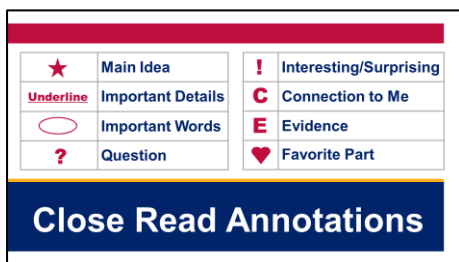 Main Idea
Underline Important Details
Important Words
? Question
! Interesting/Surprising
C Connection to Me
E Evidence
Favorite Part
Close Read Annotations